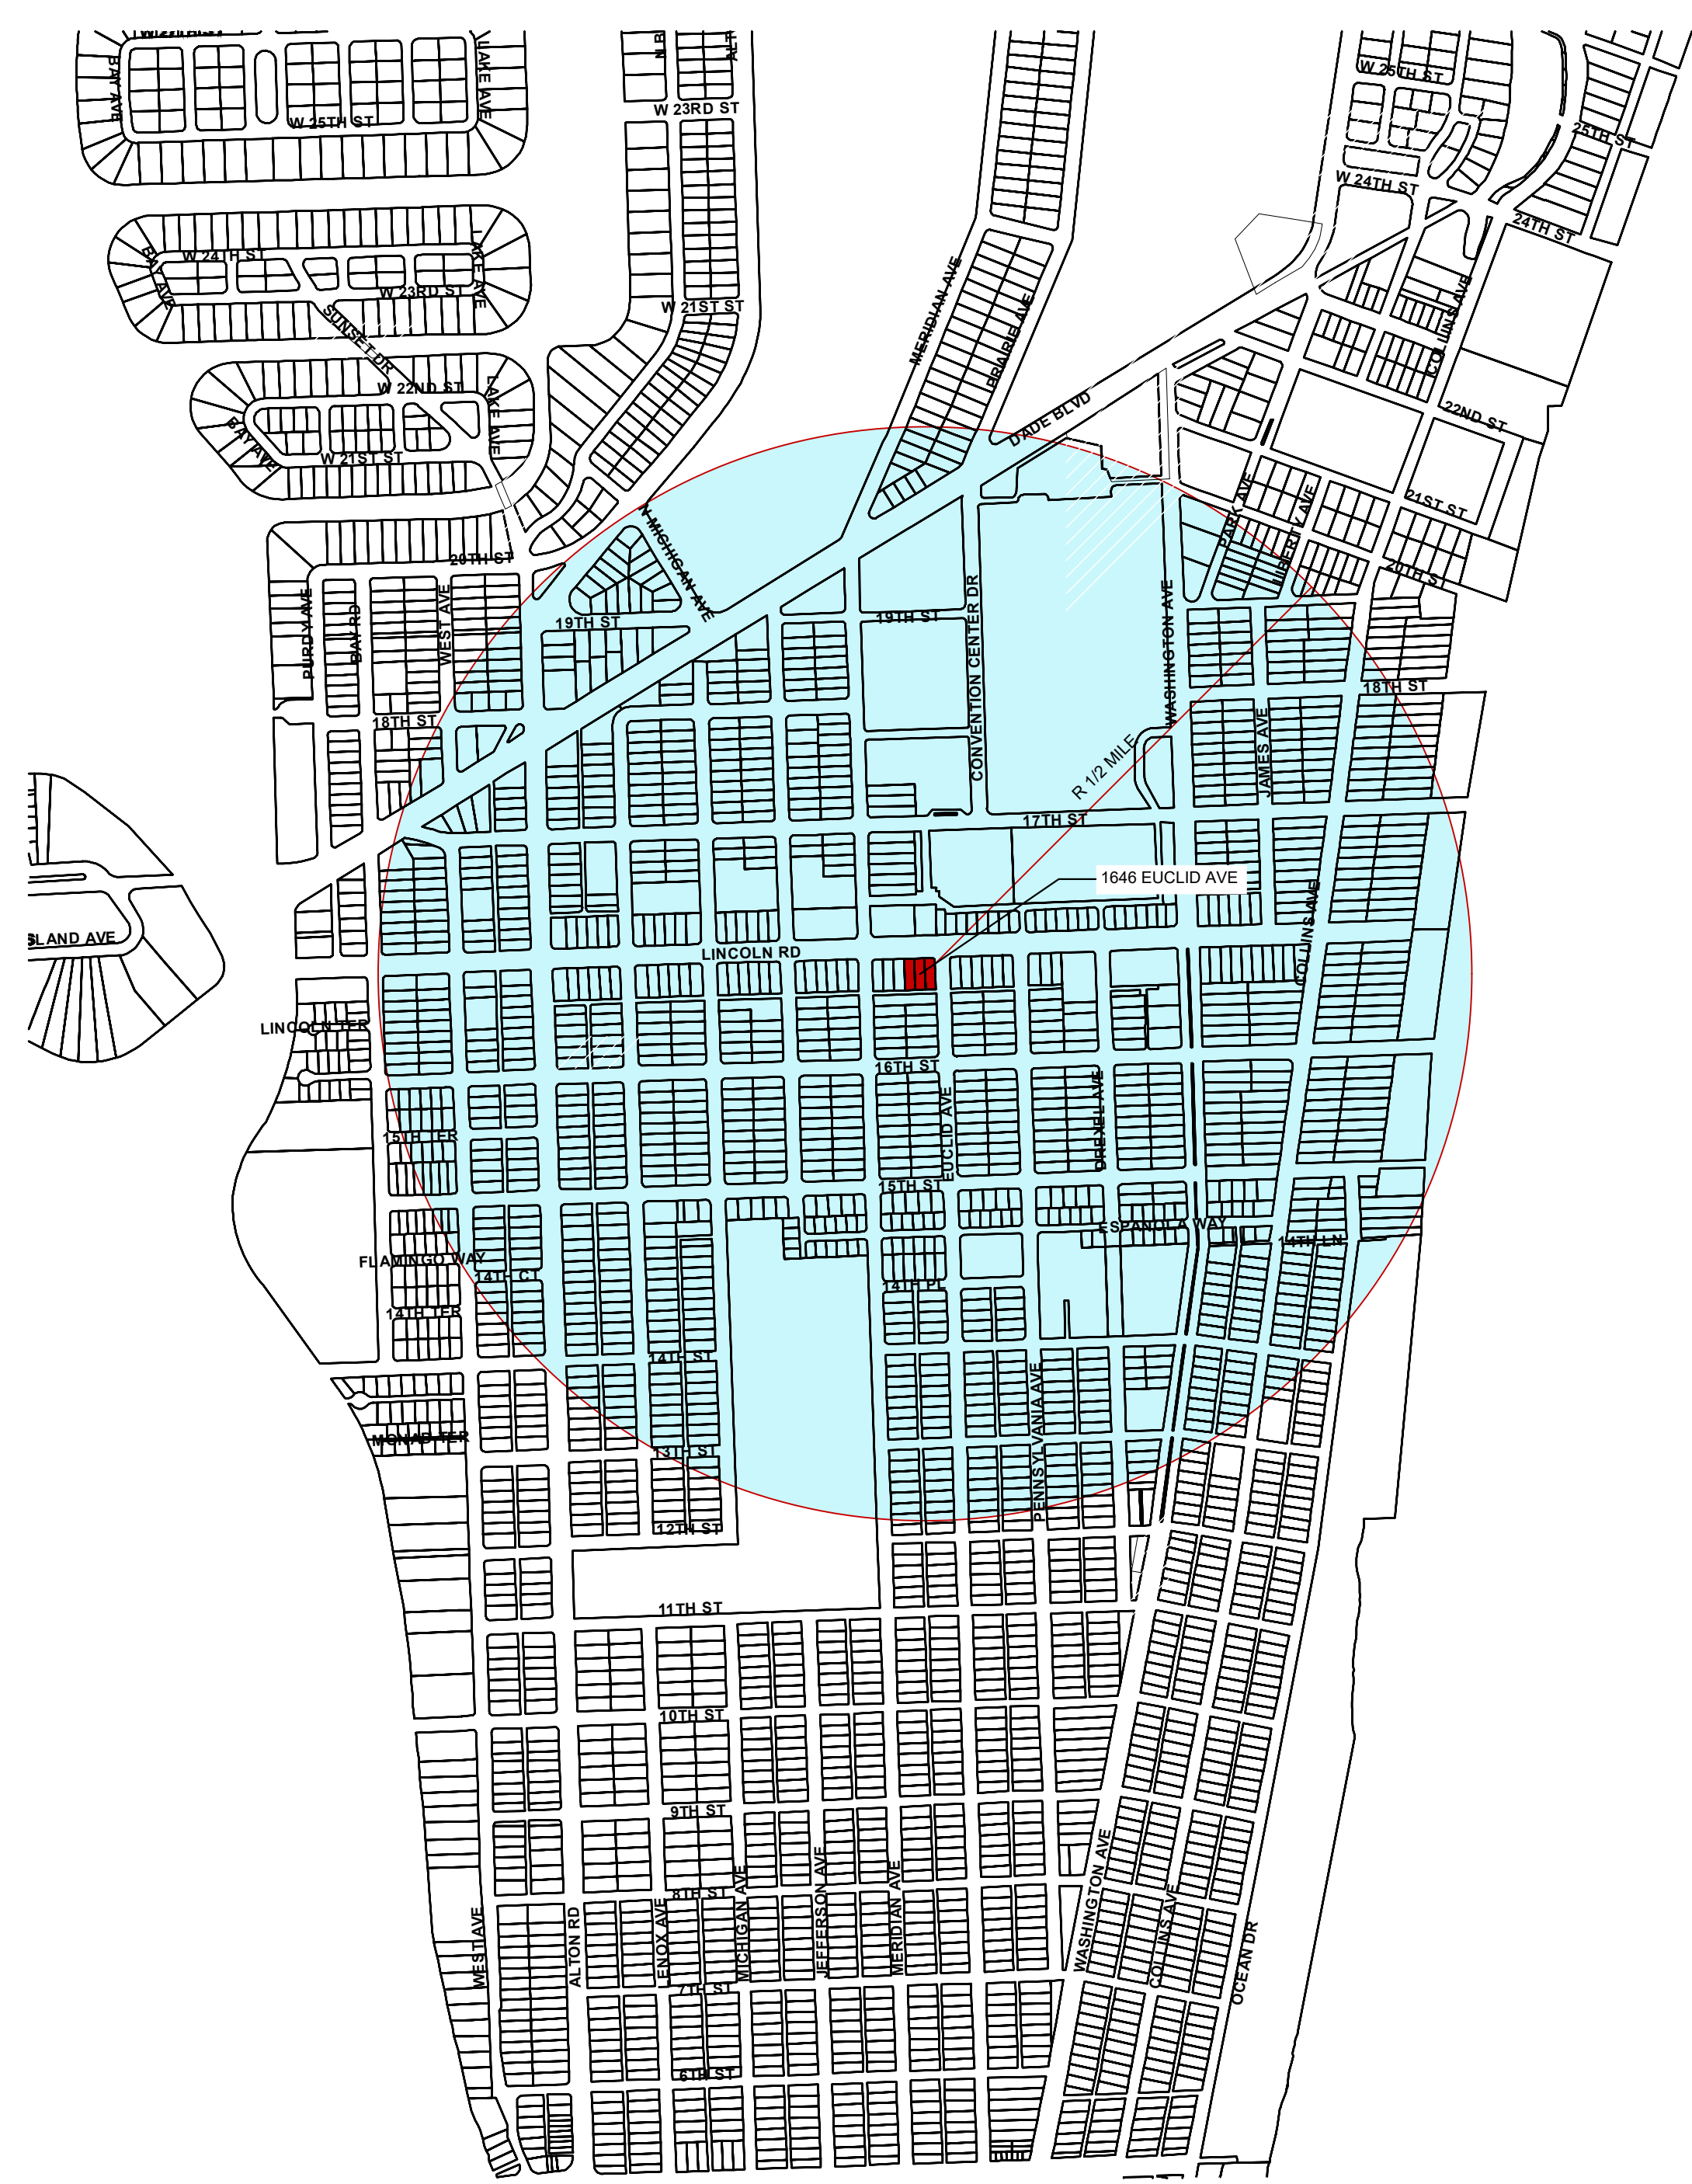 LAKE AVE
BAY AVE
W 25TH ST
W 23RD ST
W 25TH ST
25TH ST
W 24TH ST
24TH ST
LAKE AVE
BAY AVE
W 24TH ST
W 23RD ST
SUNSET DR
W 21ST ST
MERIDIAN AVE
PRAIRIE AVE
COLLINS AVE
W 22ND ST
LAKE AVE
BAY AVE
W 21ST ST
DADE BLVD
22ND ST
21ST ST
PARK AVE
LIBERTY AVE
20TH ST
N MICHIGAN AVE
20TH ST
PURDY AVE
BAY RD
WEST AVE
19TH ST
19TH ST
CONVENTION CENTER DR
WASHINGTON AVE
18TH ST
18TH ST
JAMES AVE
R 1/2 MILE
17TH ST
1646 EUCLID AVE
COLLINS AVE
SLAND AVE
LINCOLN RD
LINCOLN TER
16TH ST
EUCLID AVE
DREXEL AVE
15TH TER
15TH ST
ESPANOLA WAY
14TH LN
FLAMINGO WAY
14TH CT
14TH PL
14TH TER
14TH ST
PENNSYLVANIA AVE
MONAD TER
13TH ST
12TH ST
11TH ST
10TH ST
9TH ST
8TH ST
WEST AVE
ALTON RD
LENOX AVE
MICHIGAN AVE
JEFFERSON AVE
MERIDIAN AVE
WASHINGTON AVE
COLLINS AVE
OCEAN DR
7TH ST
6TH ST